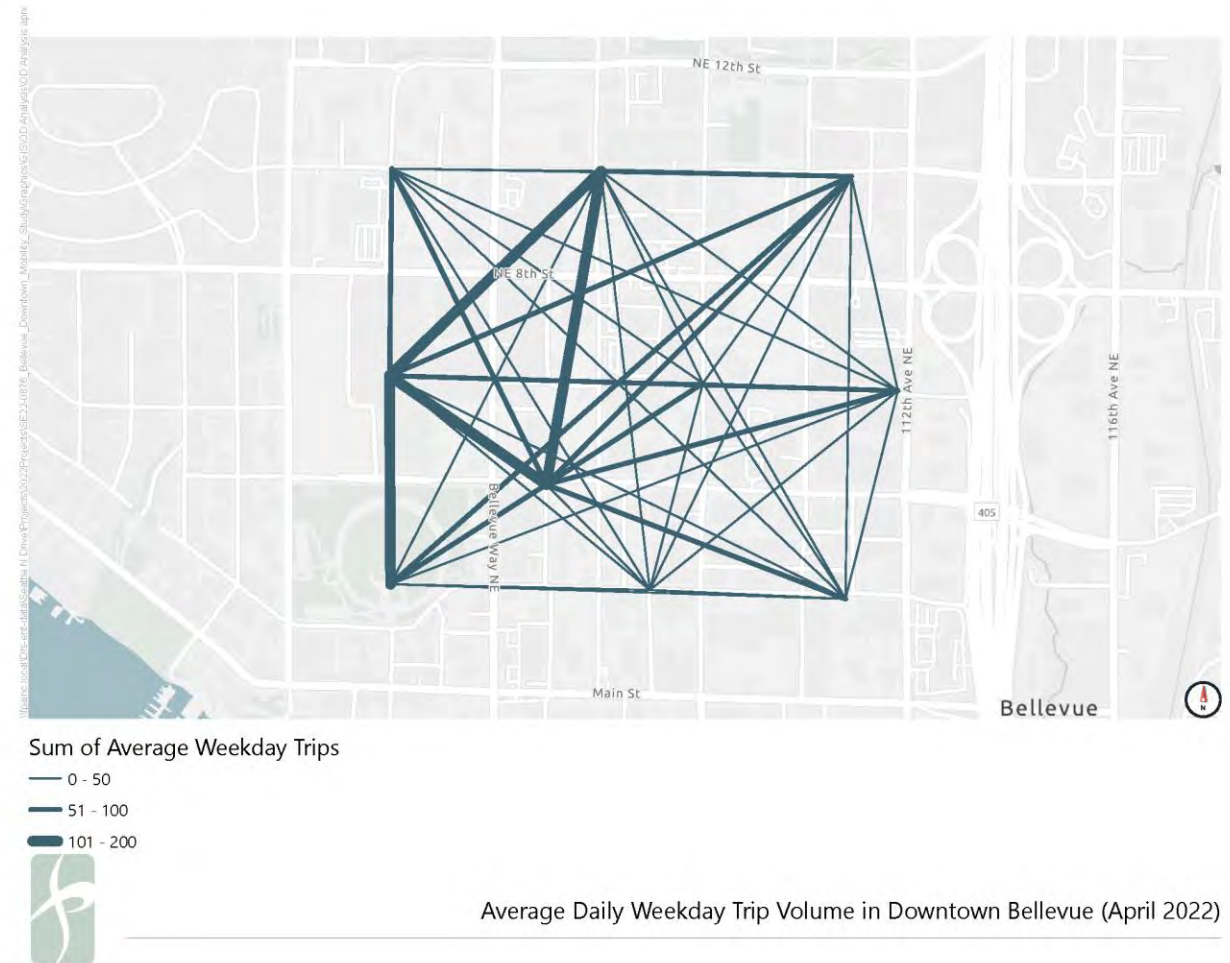 NE 12th St
NE 8th St
112th Ave NE
116th Ave NE
Bellevue Way NE
405
Main St
Bellevue
N
Sum of Average Weekday Trips
0 - 50
51 - 100
101 - 200
Average Daily Weekday Trip Volume in Downtown Bellevue (April 2022)